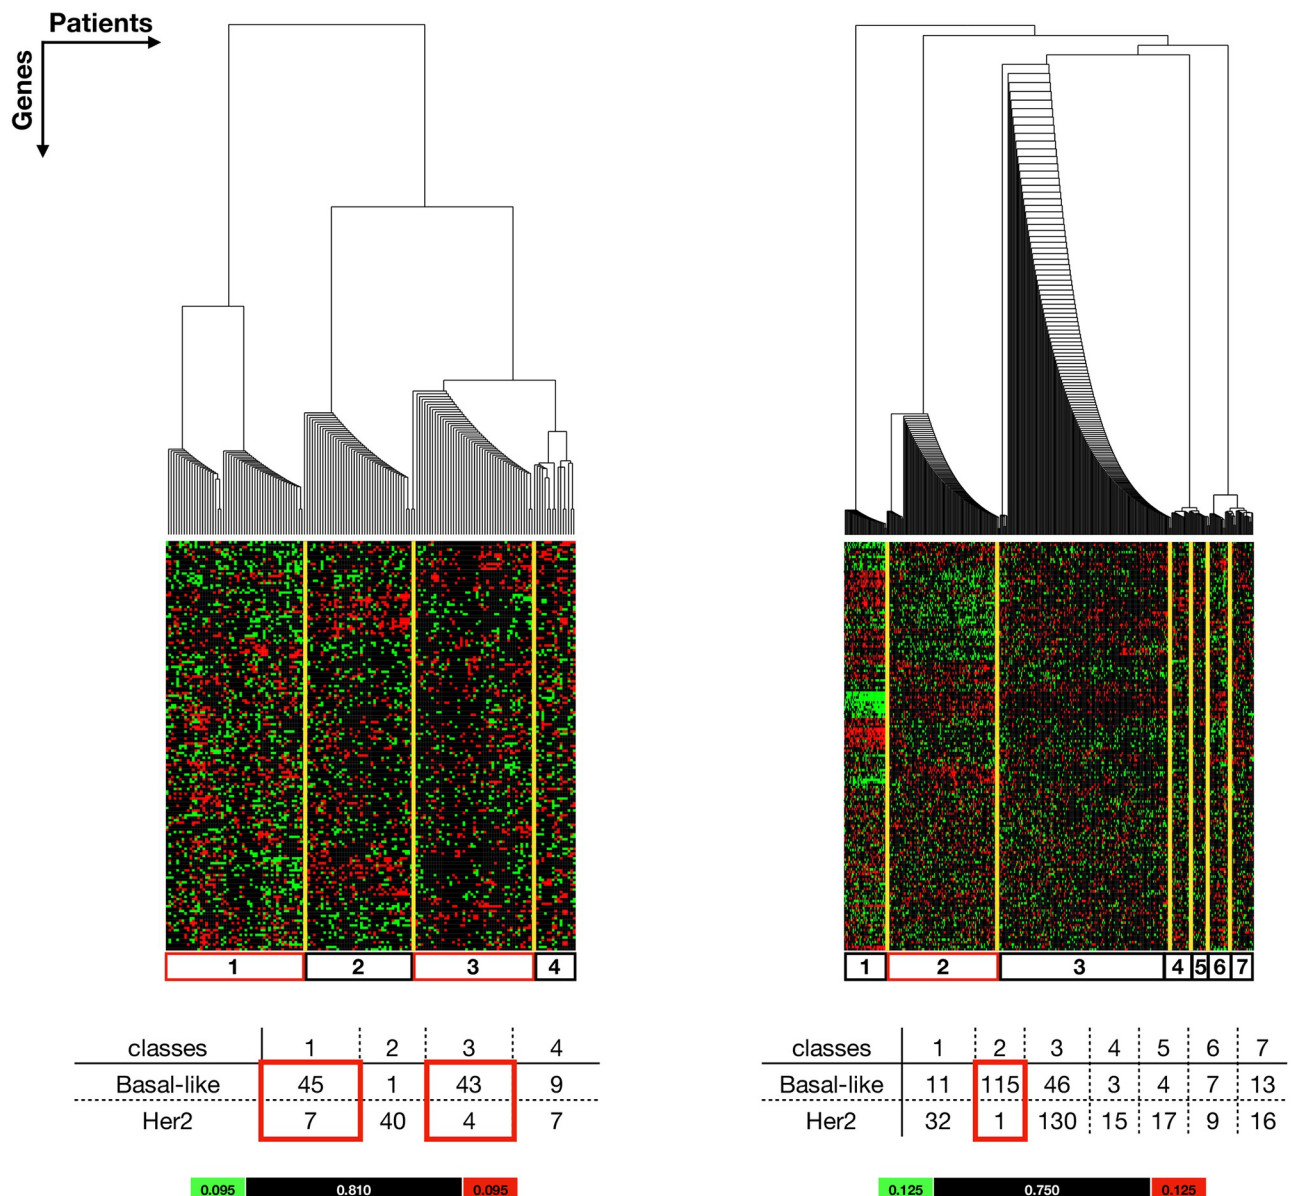 Patients
Genes
1 2 3 4
1 2 3 4 5 6 7
classes 1 2 3 4
Basal-like 45 1 43 9
Her2 7 40 4 7
classes 1 2 3 4 5 6 7
Basal-like 11 115 46 3 4 7 13
Her2 32 1 130 15 17 9 16
0.095 0.810 0.095
0.125 0.750 0.125